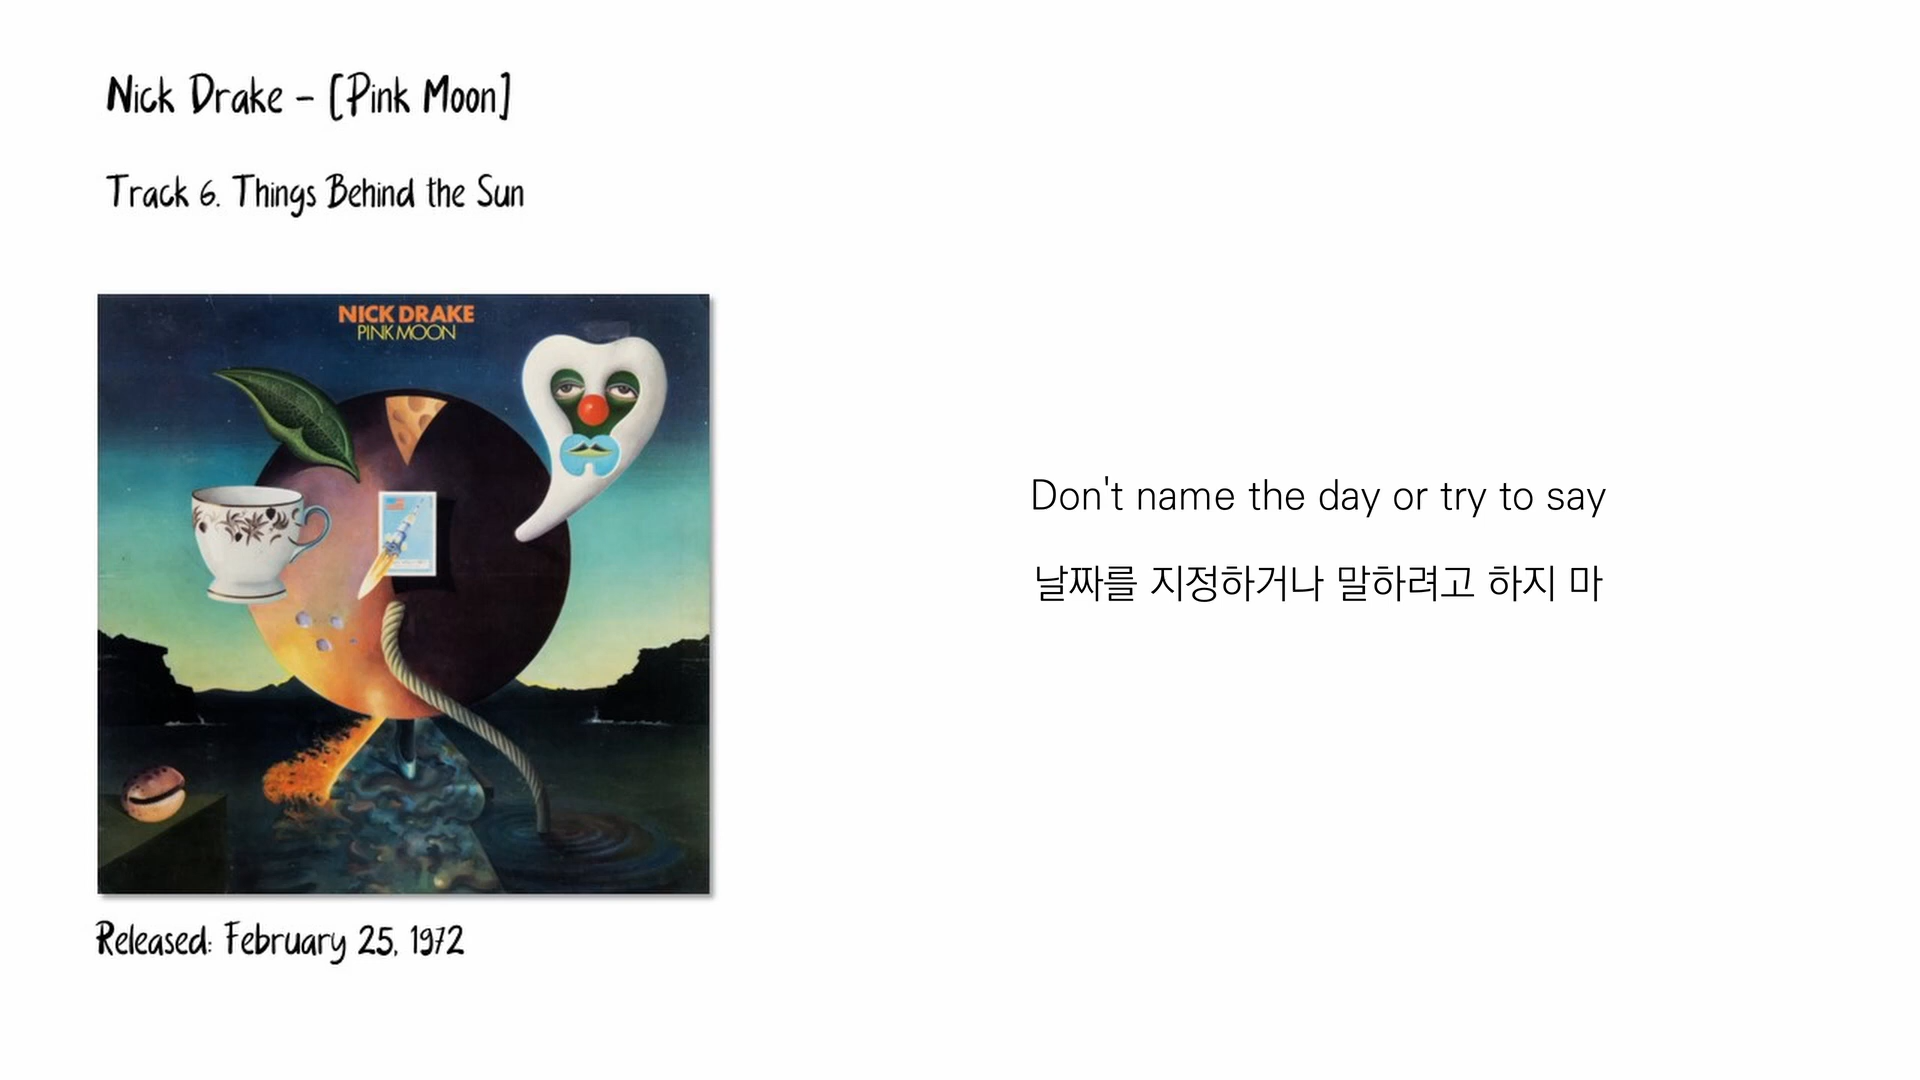 Nick Drake - [Pink Moon]
Track 6. Things Behind the Sun
NICK DRAKE
PINK MOON
Don't name the day or try to say
날짜를 지정하거나 말하려고 하지 마
Released: February 25, 1972